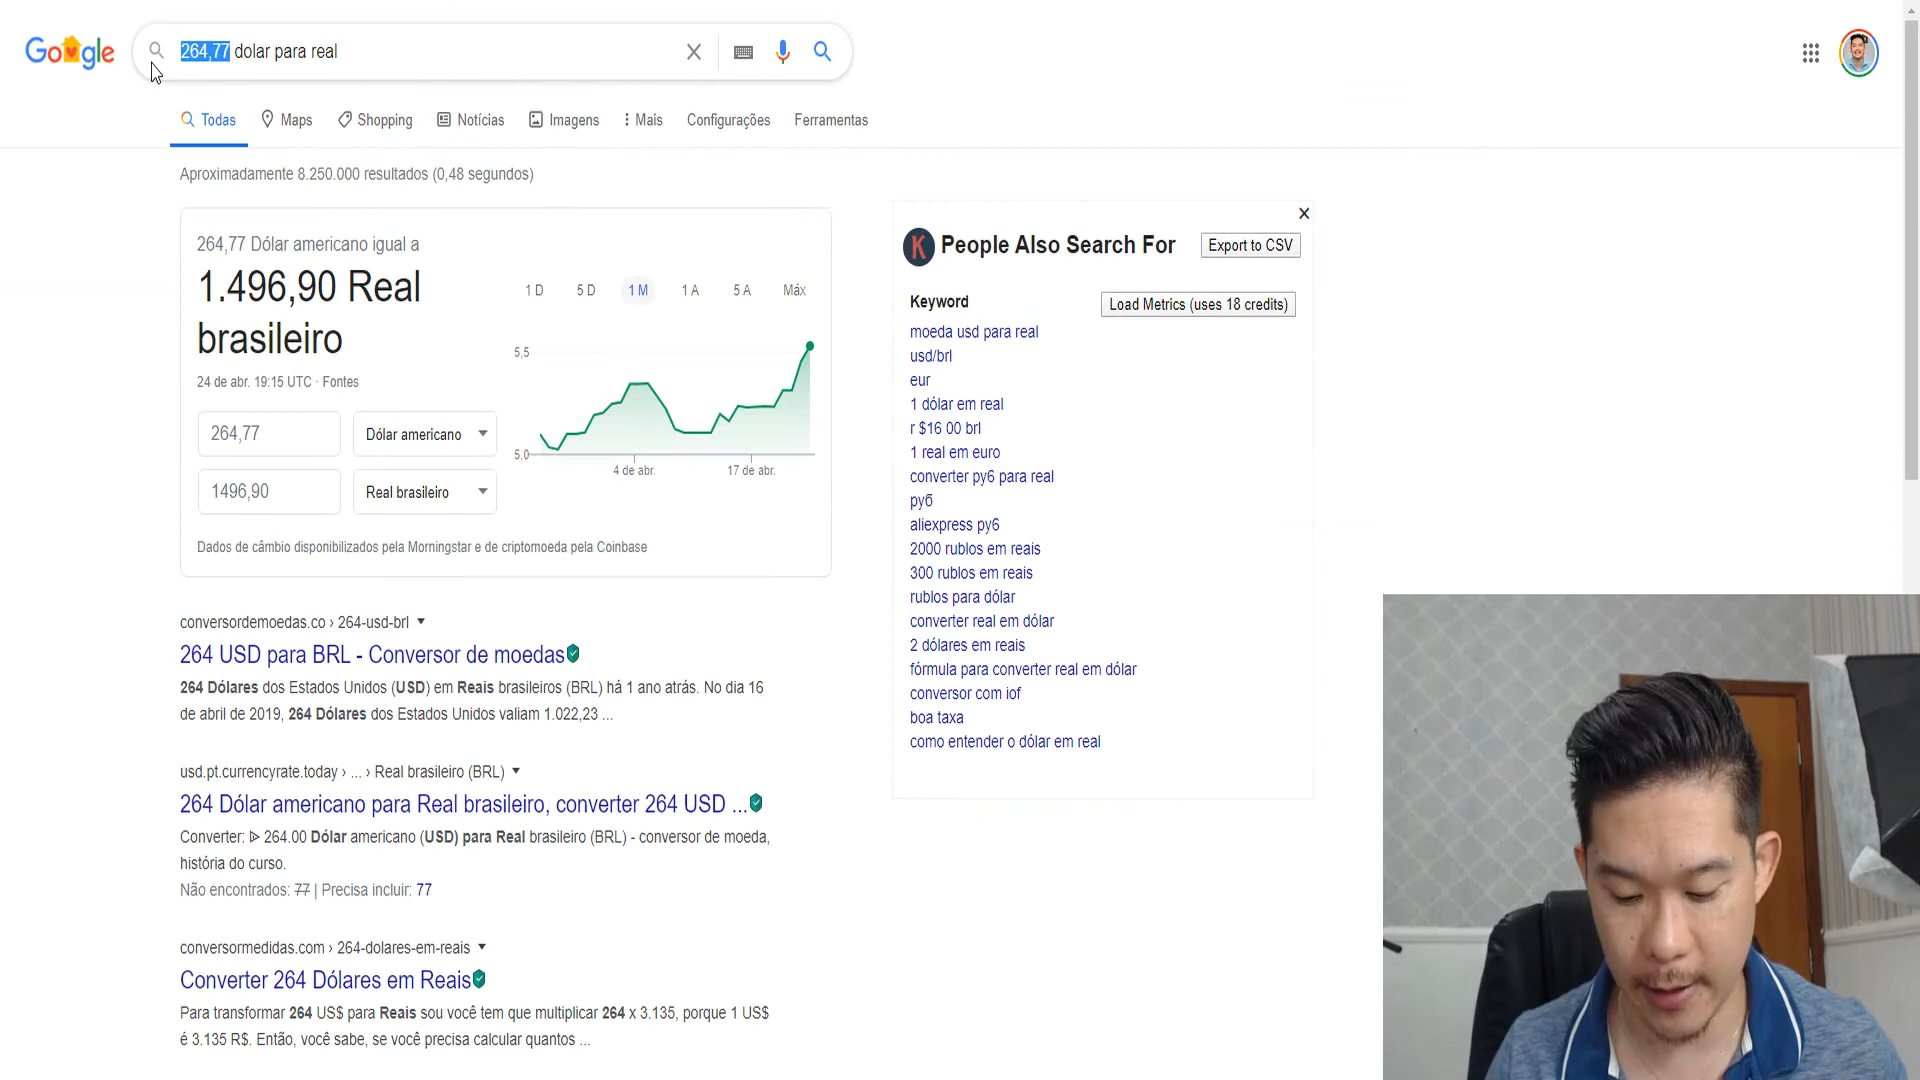 Google
264,77 dolar para real
Todas Maps Shopping Notícias Imagens Mais Configurações Ferramentas
Aproximadamente 8.250.000 resultados (0,48 segundos)
264,77 Dólar americano igual a
1.496,90 Real
brasileiro
24 de abr. 19:15 UTC · Fontes
264,77 Dólar americano
1496,90 Real brasileiro
1 D 5 D 1 M 1 A 5 A Máx
5,5
5,0
4 de abr. 17 de abr.
Dados de câmbio disponibilizados pela Morningstar e de criptomoeda pela Coinbase
conversordemoedas.co › 264-usd-brl
264 USD para BRL - Conversor de moedas
264 Dólares dos Estados Unidos (USD) em Reais brasileiros (BRL) há 1 ano atrás. No dia 16
de abril de 2019, 264 Dólares dos Estados Unidos valiam 1.022,23 ...
usd.pt.currencyrate.today › ... › Real brasileiro (BRL)
264 Dólar americano para Real brasileiro, converter 264 USD ...
Converter: ⊳ 264.00 Dólar americano (USD) para Real brasileiro (BRL) - conversor de moeda,
história do curso.
Não encontrados: 77 | Precisa incluir: 77
conversormedidas.com › 264-dolares-em-reais
Converter 264 Dólares em Reais
Para transformar 264 US$ para Reais sou você tem que multiplicar 264 x 3.135, porque 1 US$
é 3.135 R$. Então, você sabe, se você precisa calcular quantos ...
K People Also Search For Export to CSV
Keyword Load Metrics (uses 18 credits)
moeda usd para real
usd/brl
eur
1 dólar em real
r $16 00 brl
1 real em euro
converter py6 para real
pyб
aliexpress py6
2000 rublos em reais
300 rublos em reais
rublos para dólar
converter real em dólar
2 dólares em reais
fórmula para converter real em dólar
conversor com iof
boa taxa
como entender o dólar em real